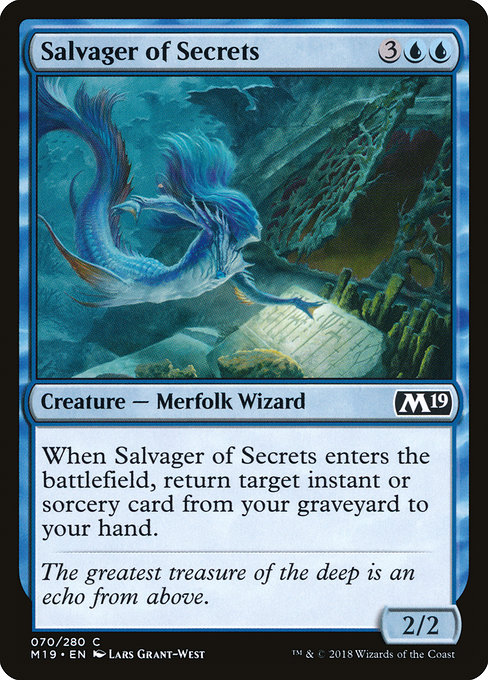 Salvager of Secrets 3
Creature — Merfolk Wizard M19
When Salvager of Secrets enters the
battlefield, return target instant or
sorcery card from your graveyard to
your hand.
The greatest treasure of the deep is an
echo from above.
2/2
070/280 C
M19 • EN Lars Grant-West ™ & © 2018 Wizards of the Coast